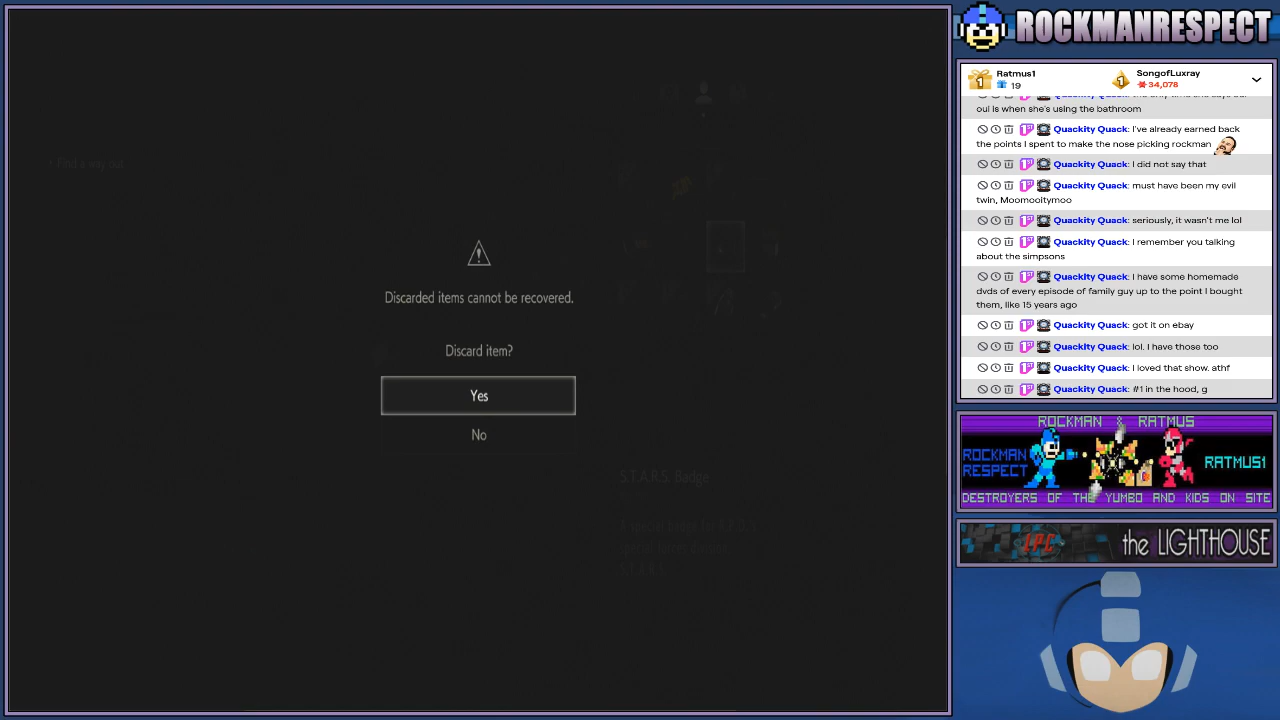 Find a way out
Discarded items cannot be recovered.
Discard item?
Yes
No
S.T.A.R.S. Badge
S.T.A.R.S.
ROCKMANRESPECT
Ratmus1
19
SongofLuxray
34,078
oui is when she's using the bathroom
Quackity Quack: I've already earned back
the points I spent to make the nose picking rockman
Quackity Quack: I did not say that
Quackity Quack: must have been my evil
twin, Moomooitymoo
Quackity Quack: seriously, it wasn't me lol
Quackity Quack: I remember you talking
about the simpsons
Quackity Quack: I have some homemade
dvds of every episode of family guy up to the point I bought
them, like 15 years ago
Quackity Quack: got it on ebay
Quackity Quack: lol. I have those too
Quackity Quack: I loved that show. athf
Quackity Quack: #1 in the hood, g
ROCKMAN & RATMUS
ROCKMAN
RESPECT
RATMUS1
DESTROYERS OF THE YUMBO AND KIDS ON SITE
LPC
the LIGHTHOUSE